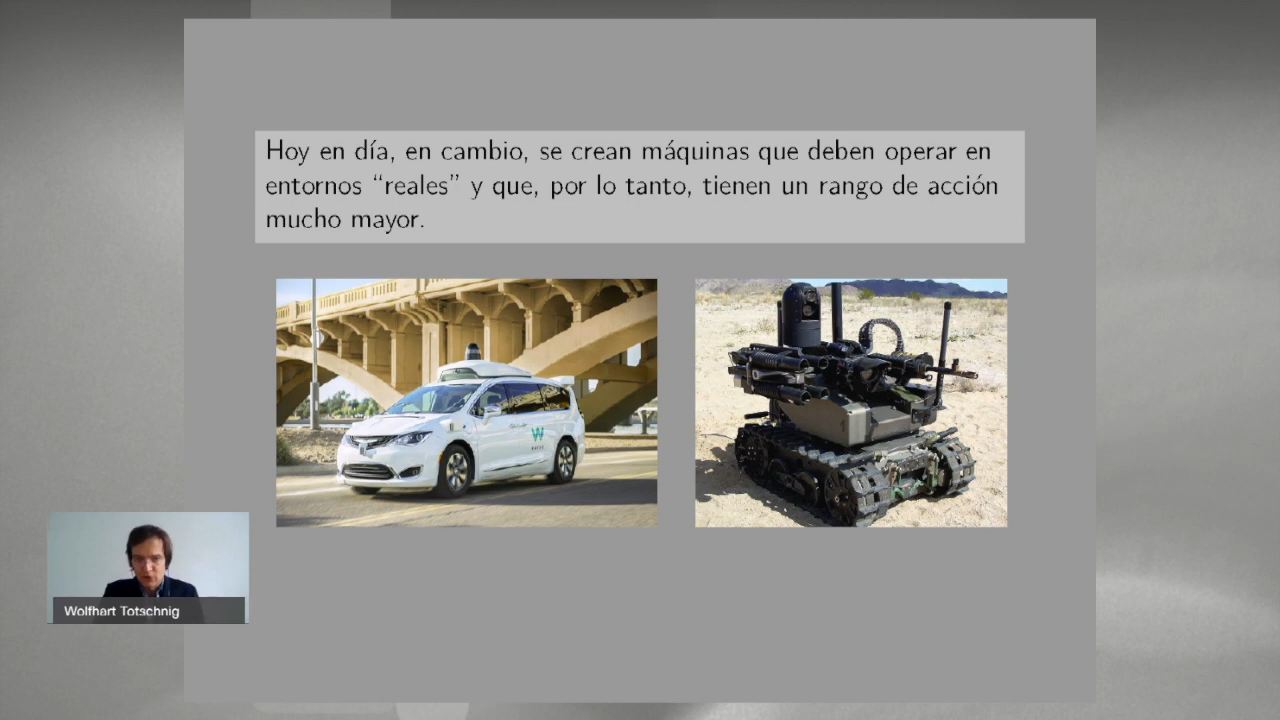 Hoy en día, en cambio, se crean máquinas que deben operar en
entornos “reales” y que, por lo tanto, tienen un rango de acción
mucho mayor.
Wolfhart Totschnig